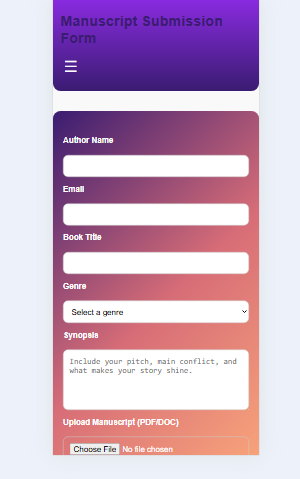 Manuscript Submission
Form
Author Name
Email
Book Title
Genre
Select a genre
Synopsis
Include your pitch, main conflict, and
what makes your story shine.
Upload Manuscript (PDF/DOC)
Choose File No file chosen